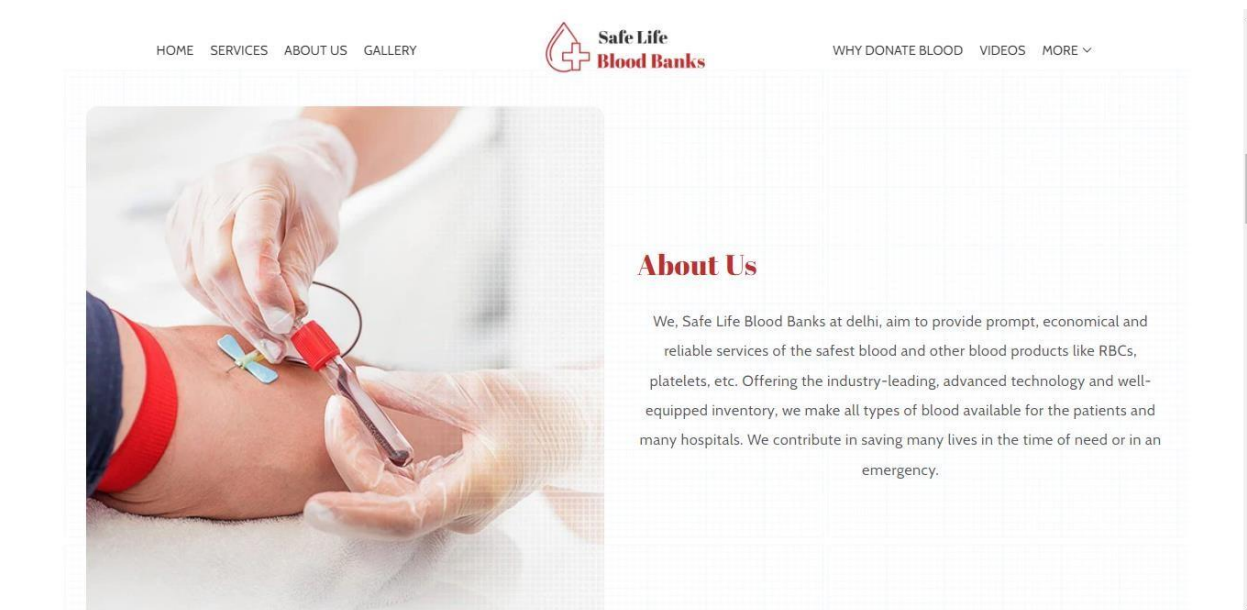 HOME SERVICES ABOUT US GALLERY
Safe Life
Blood Banks
WHY DONATE BLOOD VIDEOS MORE
About Us
We, Safe Life Blood Banks at delhi, aim to provide prompt, economical and
reliable services of the safest blood and other blood products like RBCs,
platelets, etc. Offering the industry-leading, advanced technology and well-
equipped inventory, we make all types of blood available for the patients and
many hospitals. We contribute in saving many lives in the time of need or in an
emergency.